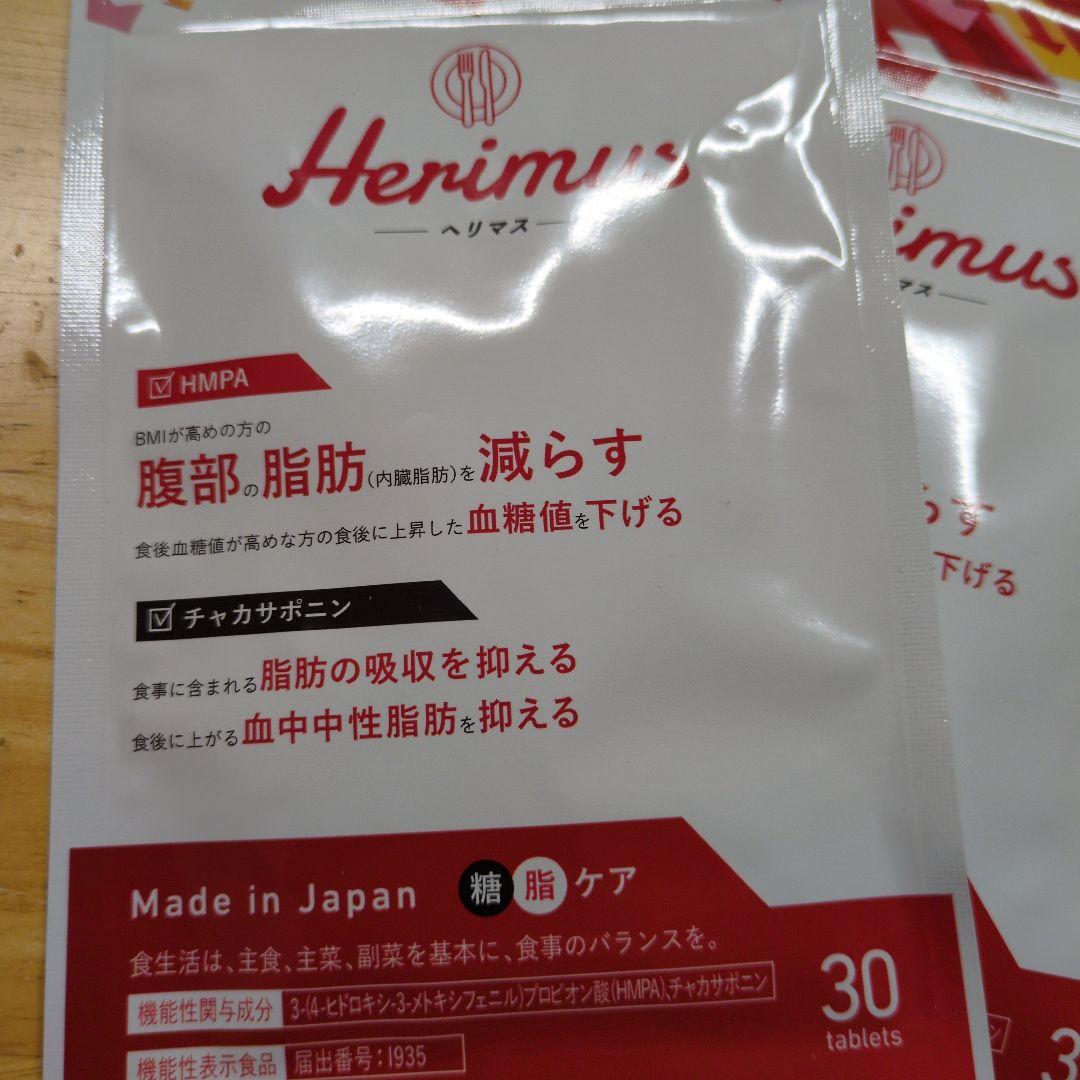 Herimus
ヘリマス
HMPA
BMIが高めの方の
腹部の脂肪(内臓脂肪)を減らす
食後血糖値が高めな方の食後に上昇した血糖値を下げる
チャカサポニン
食事に含まれる脂肪の吸収を抑える
食後に上がる血中中性脂肪を抑える
Made in Japan 糖 脂 ケア
食生活は、主食、主菜、副菜を基本に、食事のバランスを。
機能性関与成分 3-(4-ヒドロキシ-3-メトキシフェニル)プロピオン酸(HMPA)、チャカサポニン
機能性表示食品 届出番号:I935
30
tablets
imus
マス
らす
下げる
3